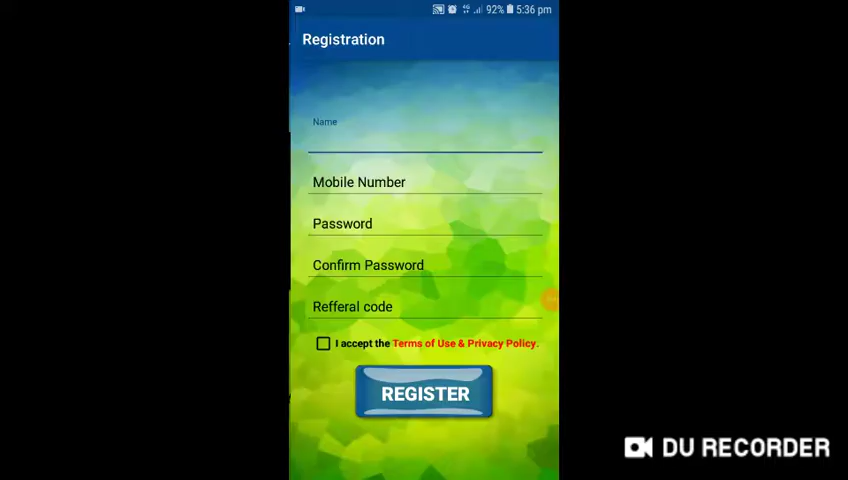 4G 92% 5:36 pm
Registration
Name
Mobile Number
Password
Confirm Password
Refferal code
I accept the Terms of Use & Privacy Policy.
REGISTER
DU RECORDER